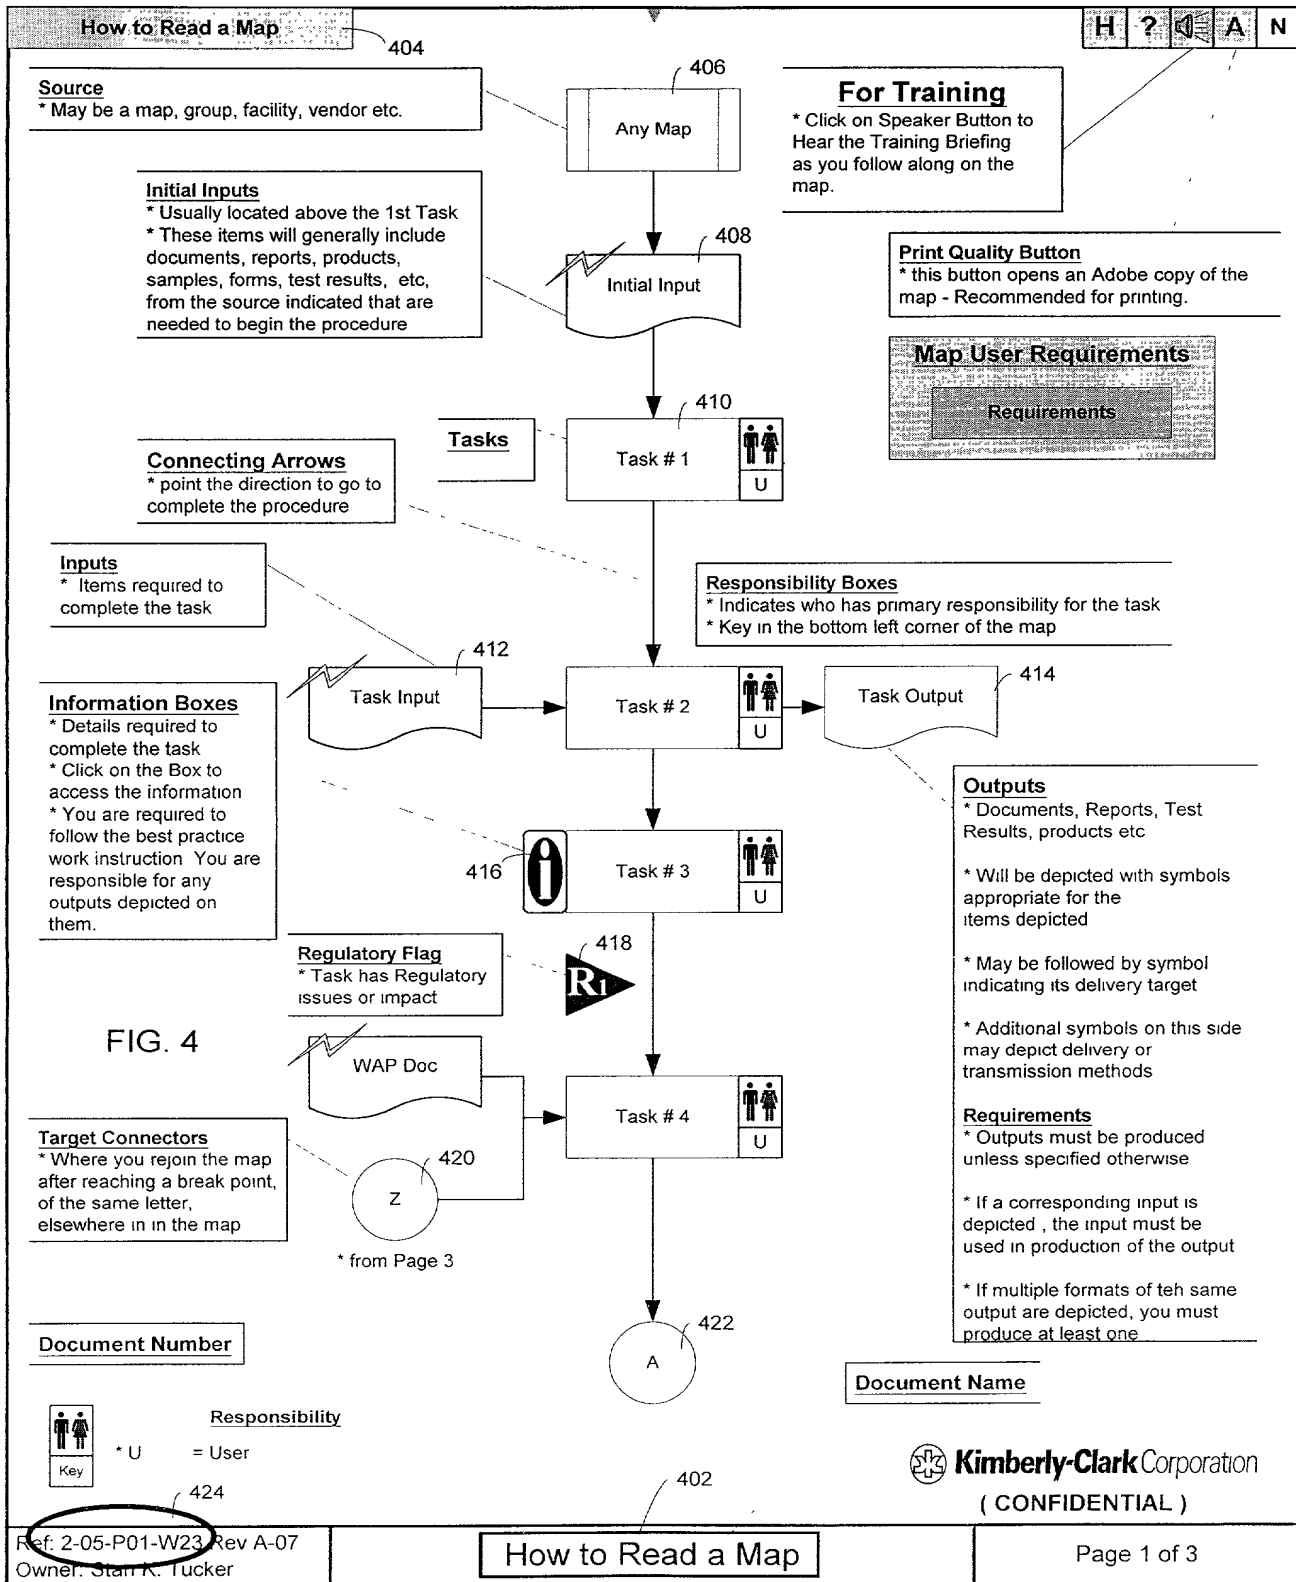 How to Read a Map
404
H ? A N
Source
* May be a map, group, facility, vendor etc.
406
Any Map
For Training
* Click on Speaker Button to
Hear the Training Briefing
as you follow along on the
map.
Initial Inputs
* Usually located above the 1st Task
* These items will generally include
documents, reports, products,
samples, forms, test results, etc,
from the source indicated that are
needed to begin the procedure
408
Initial Input
Print Quality Button
* this button opens an Adobe copy of the
map - Recommended for printing.
Map User Requirements
Requirements
410
Tasks
Task # 1
U
Connecting Arrows
* point the direction to go to
complete the procedure
Inputs
* Items required to
complete the task
Responsibility Boxes
* Indicates who has primary responsibility for the task
* Key in the bottom left corner of the map
412
Task Input
Task # 2
U
Task Output
414
Information Boxes
* Details required to
complete the task
* Click on the Box to
access the information
* You are required to
follow the best practice
work instruction You are
responsible for any
outputs depicted on
them.
416
i
Task # 3
U
Outputs
* Documents, Reports, Test
Results, products etc
* Will be depicted with symbols
appropriate for the
items depicted
* May be followed by symbol
indicating its delivery target
* Additional symbols on this side
may depict delivery or
transmission methods
Requirements
* Outputs must be produced
unless specified otherwise
* If a corresponding input is
depicted , the input must be
used in production of the output
* If multiple formats of teh same
output are depicted, you must
produce at least one
Regulatory Flag
* Task has Regulatory
issues or impact
418
R1
FIG. 4
WAP Doc
Task # 4
U
Target Connectors
* Where you rejoin the map
after reaching a break point,
of the same letter,
elsewhere in in the map
420
Z
* from Page 3
422
A
Document Number
Document Name
Responsibility
* U = User
Key
424
402
Kimberly-Clark Corporation
( CONFIDENTIAL )
Ref: 2-05-P01-W23 Rev A-07
Owner: Stan K. Tucker
How to Read a Map
Page 1 of 3